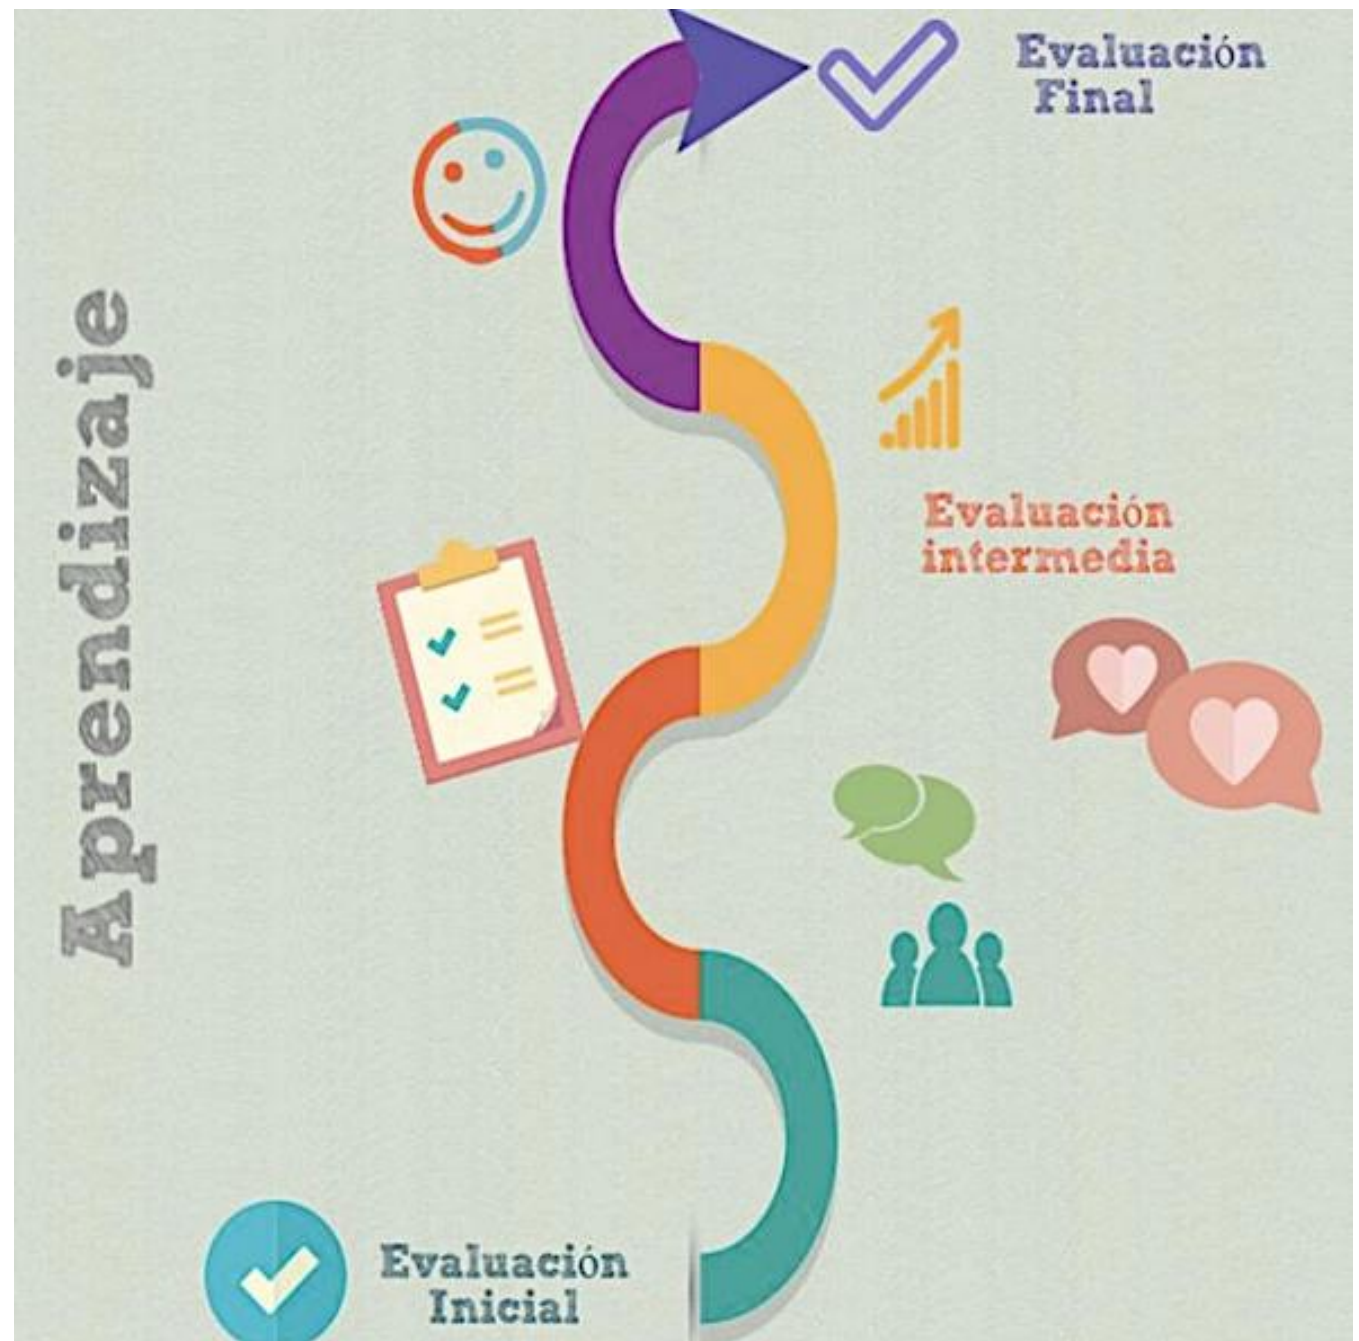 Evaluación
Final
Aprendizaje
Evaluación
intermedia
Evaluación
Inicial